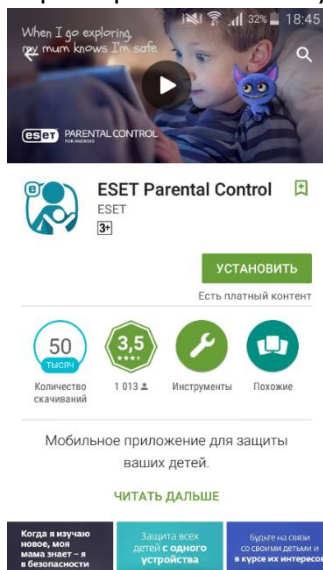 When I go exploring,
my mum knows I'm safe.
32% 18:45
eset PARENTAL CONTROL
FOR ANDROID
ESET Parental Control
ESET
3+
УСТАНОВИТЬ
Есть платный контент
50
ТЫСЯЧ
3,5
Количество
скачиваний
1 013
Инструменты
Похожие
Мобильное приложение для защиты
ваших детей.
ЧИТАТЬ ДАЛЬШЕ
Когда я изучаю
новое, моя
мама знает – я
в безопасности
Защита всех
детей с одного
устройства
Будьте на связи
со своими детьми и
в курсе их интересов